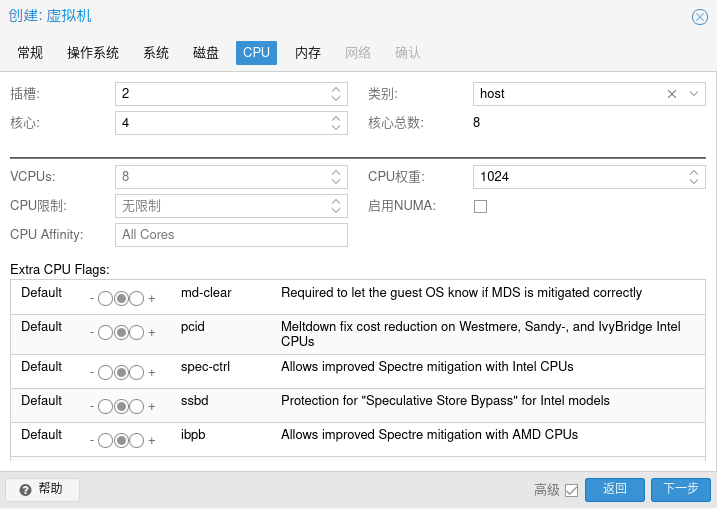 创建: 虚拟机
常规 操作系统 系统 磁盘 CPU 内存 网络 确认
插槽: 2 类别: host
核心: 4 核心总数: 8
VCPUs: 8 CPU权重: 1024
CPU限制: 无限制 启用NUMA:
CPU Affinity: All Cores
Extra CPU Flags:
Default - + md-clear Required to let the guest OS know if MDS is mitigated correctly
Default - + pcid Meltdown fix cost reduction on Westmere, Sandy-, and IvyBridge Intel
CPUs
Default - + spec-ctrl Allows improved Spectre mitigation with Intel CPUs
Default - + ssbd Protection for "Speculative Store Bypass" for Intel models
Default - + ibpb Allows improved Spectre mitigation with AMD CPUs
帮助 高级 返回 下一步